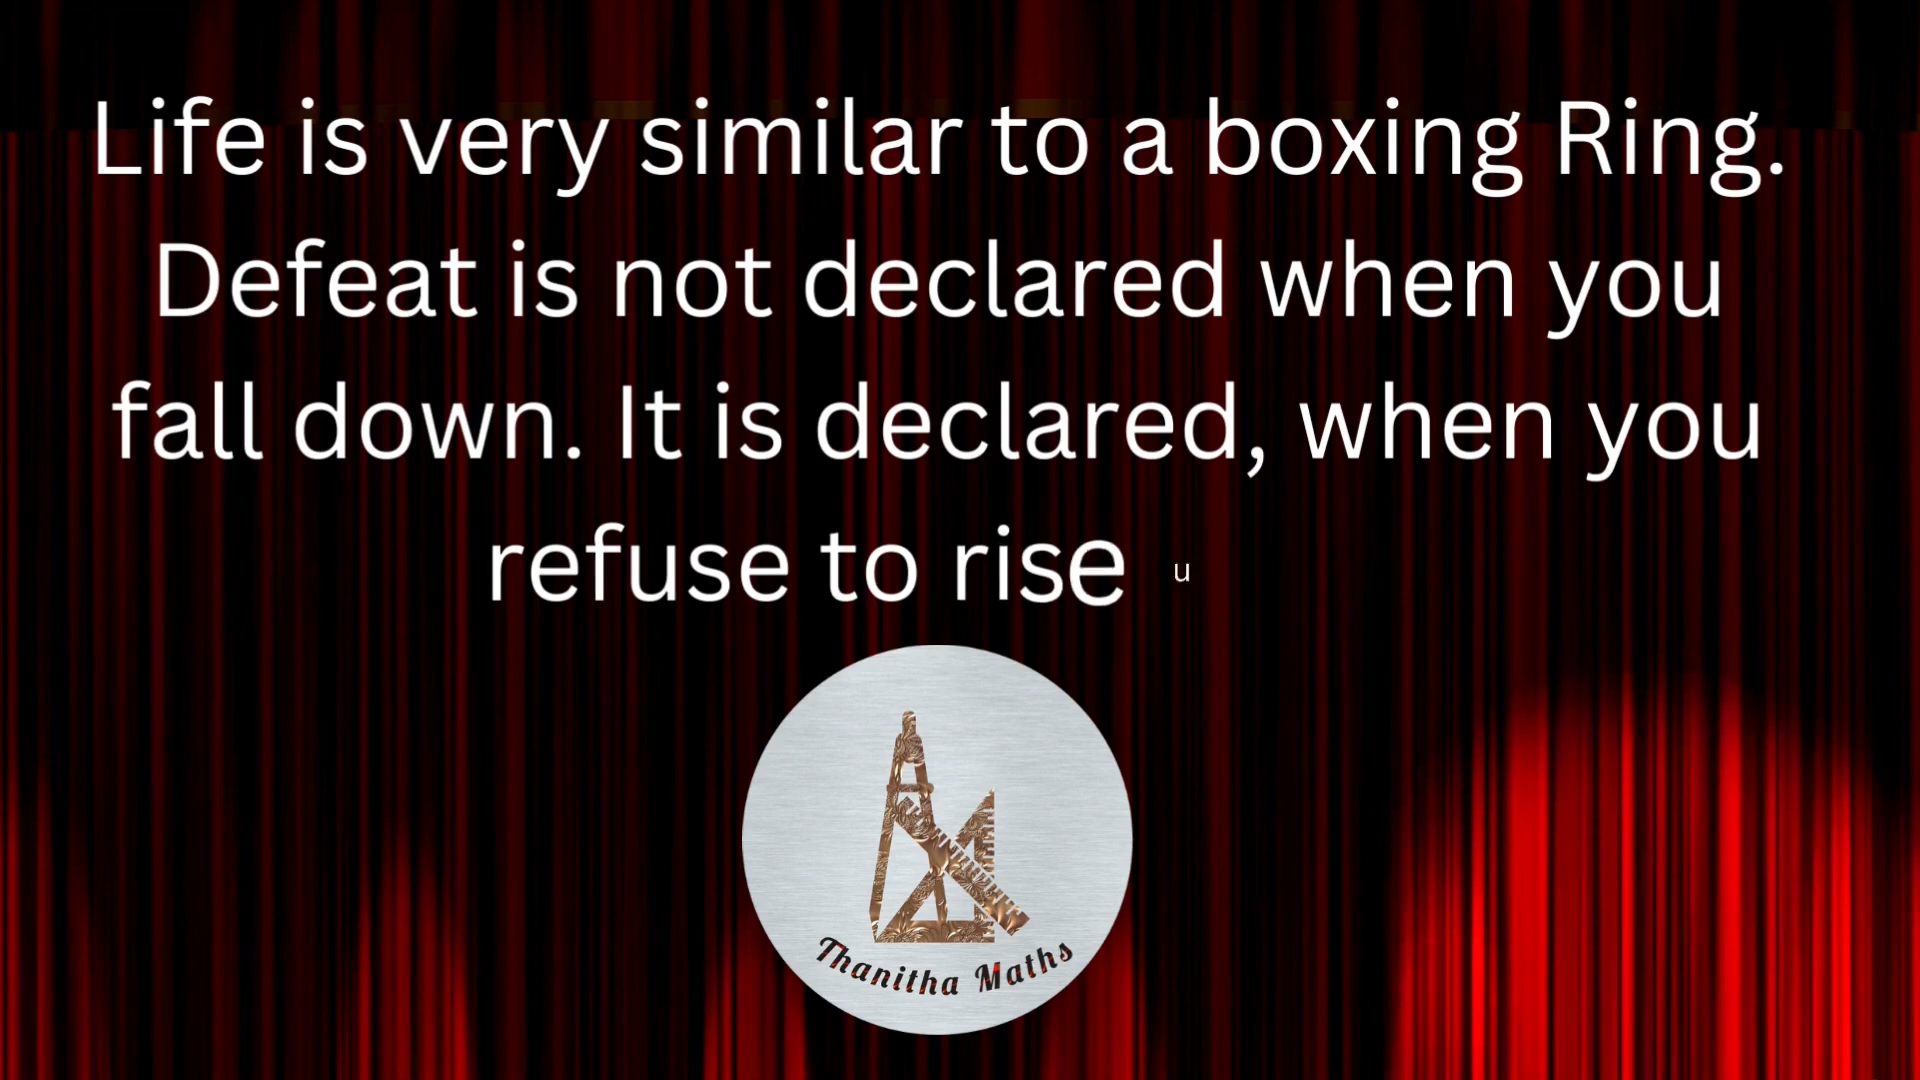 Life is very similar to a boxing Ring.
Defeat is not declared when you
fall down. It is declared, when you
refuse to rise u
Thanitha Maths